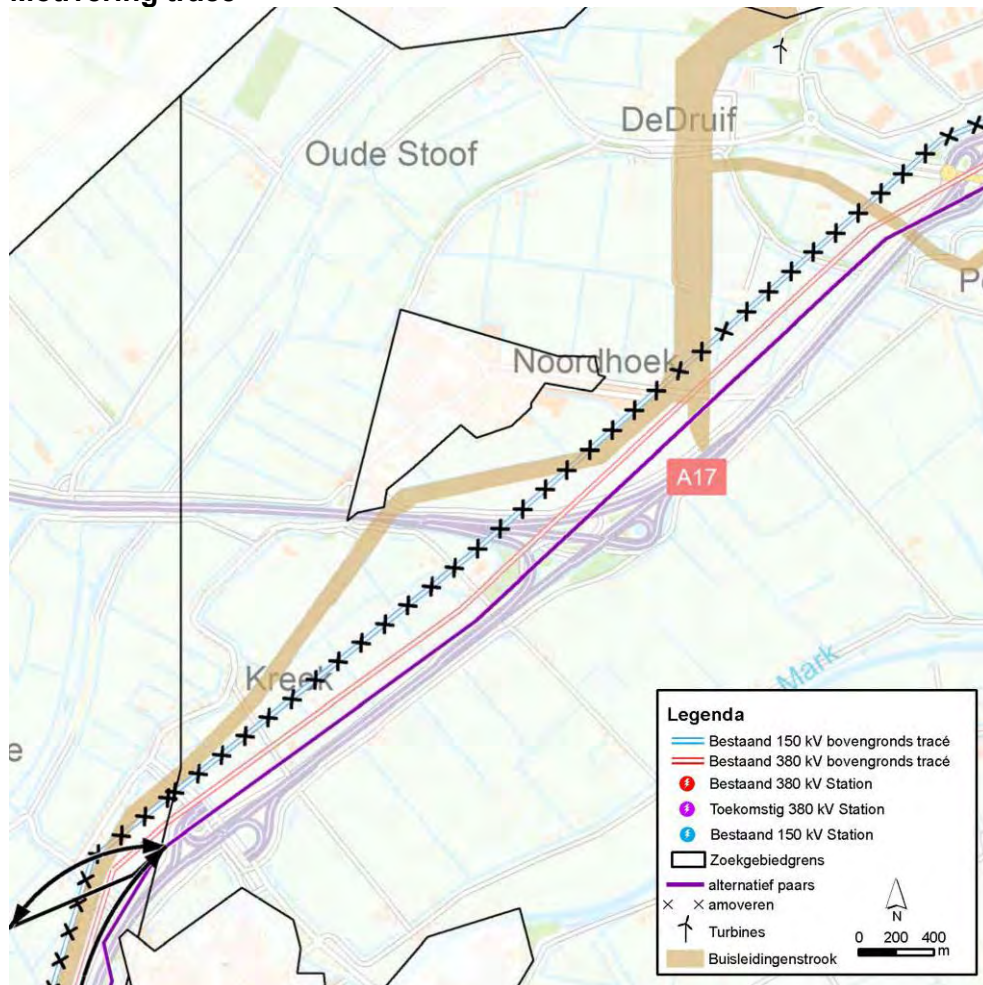 DeDruif
Oude Stoof
Noordhoek
A17
Kreek
Mark
e
Legenda
Bestaand 150 kV bovengronds tracé
Bestaand 380 kV bovengronds tracé
Bestaand 380 kV Station
Toekomstig 380 kV Station
Bestaand 150 kV Station
Zoekgebiedgrens
alternatief paars
amoveren
Turbines
Buisleidingenstrook
N
0 200 400
m